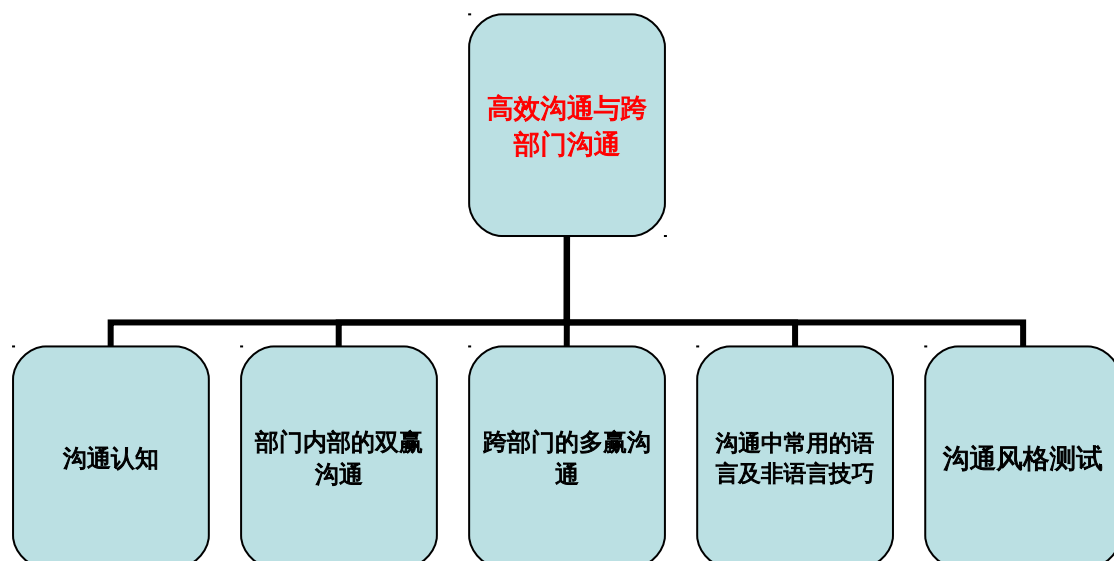 高效沟通与跨
部门沟通
沟通认知
部门内部的双赢
沟通
跨部门的多赢沟
通
沟通中常用的语
言及非语言技巧
沟通风格测试